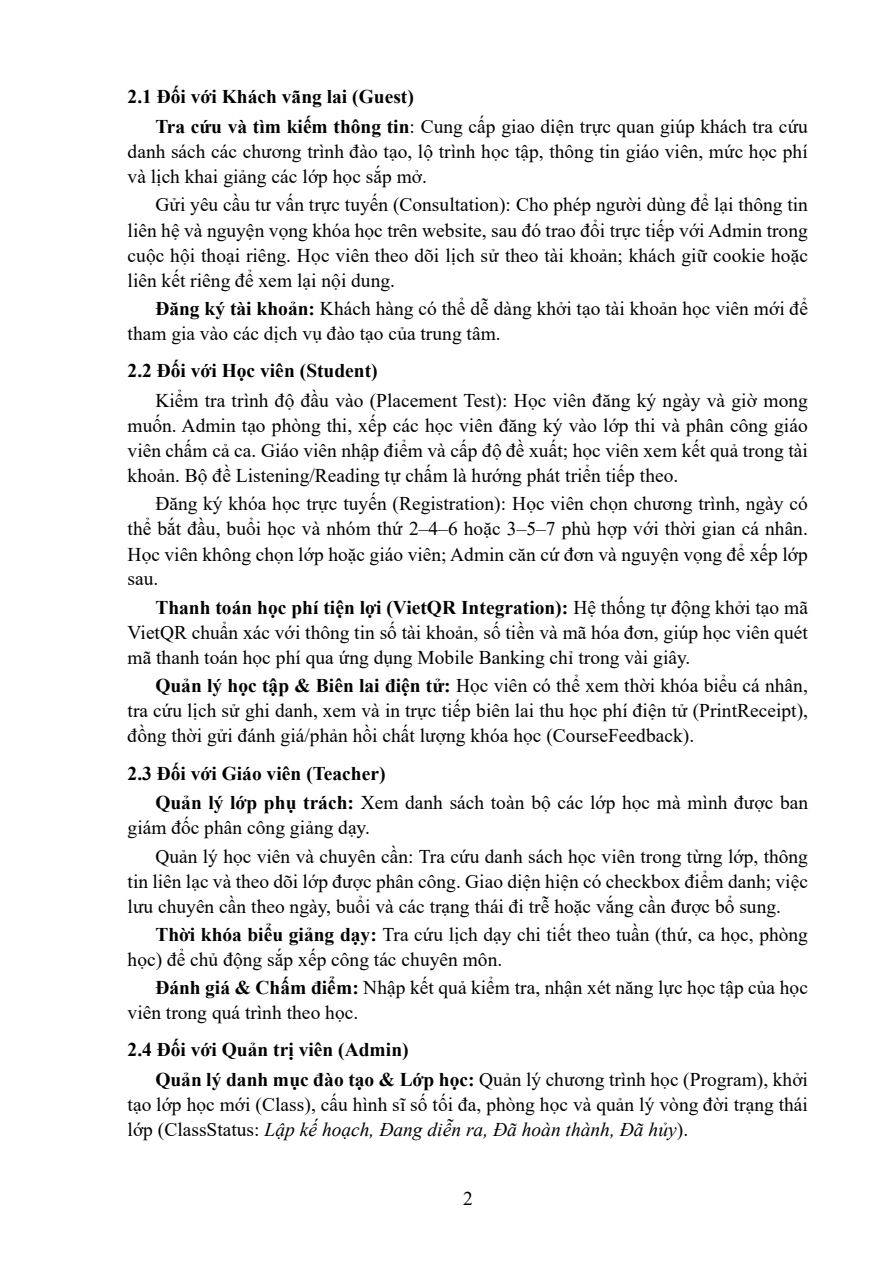 2.1 Đối với Khách vãng lai (Guest)
Tra cứu và tìm kiếm thông tin: Cung cấp giao diện trực quan giúp khách tra cứu
danh sách các chương trình đào tạo, lộ trình học tập, thông tin giáo viên, mức học phí
và lịch khai giảng các lớp học sắp mở.
Gửi yêu cầu tư vấn trực tuyến (Consultation): Cho phép người dùng để lại thông tin
liên hệ và nguyện vọng khóa học trên website, sau đó trao đổi trực tiếp với Admin trong
cuộc hội thoại riêng. Học viên theo dõi lịch sử theo tài khoản; khách giữ cookie hoặc
liên kết riêng để xem lại nội dung.
Đăng ký tài khoản: Khách hàng có thể dễ dàng khởi tạo tài khoản học viên mới để
tham gia vào các dịch vụ đào tạo của trung tâm.
2.2 Đối với Học viên (Student)
Kiểm tra trình độ đầu vào (Placement Test): Học viên đăng ký ngày và giờ mong
muốn. Admin tạo phòng thi, xếp các học viên đăng ký vào lớp thi và phân công giáo
viên chấm cả ca. Giáo viên nhập điểm và cấp độ đề xuất; học viên xem kết quả trong tài
khoản. Bộ đề Listening/Reading tự chấm là hướng phát triển tiếp theo.
Đăng ký khóa học trực tuyến (Registration): Học viên chọn chương trình, ngày có
thể bắt đầu, buổi học và nhóm thứ 2–4–6 hoặc 3–5–7 phù hợp với thời gian cá nhân.
Học viên không chọn lớp hoặc giáo viên; Admin căn cứ đơn và nguyện vọng để xếp lớp
sau.
Thanh toán học phí tiện lợi (VietQR Integration): Hệ thống tự động khởi tạo mã
VietQR chuẩn xác với thông tin số tài khoản, số tiền và mã hóa đơn, giúp học viên quét
mã thanh toán học phí qua ứng dụng Mobile Banking chỉ trong vài giây.
Quản lý học tập & Biên lai điện tử: Học viên có thể xem thời khóa biểu cá nhân,
tra cứu lịch sử ghi danh, xem và in trực tiếp biên lai thu học phí điện tử (PrintReceipt),
đồng thời gửi đánh giá/phản hồi chất lượng khóa học (CourseFeedback).
2.3 Đối với Giáo viên (Teacher)
Quản lý lớp phụ trách: Xem danh sách toàn bộ các lớp học mà mình được ban
giám đốc phân công giảng dạy.
Quản lý học viên và chuyên cần: Tra cứu danh sách học viên trong từng lớp, thông
tin liên lạc và theo dõi lớp được phân công. Giao diện hiện có checkbox điểm danh; việc
lưu chuyên cần theo ngày, buổi và các trạng thái đi trễ hoặc vắng cần được bổ sung.
Thời khóa biểu giảng dạy: Tra cứu lịch dạy chi tiết theo tuần (thứ, ca học, phòng
học) để chủ động sắp xếp công tác chuyên môn.
Đánh giá & Chấm điểm: Nhập kết quả kiểm tra, nhận xét năng lực học tập của học
viên trong quá trình theo học.
2.4 Đối với Quản trị viên (Admin)
Quản lý danh mục đào tạo & Lớp học: Quản lý chương trình học (Program), khởi
tạo lớp học mới (Class), cấu hình sĩ số tối đa, phòng học và quản lý vòng đời trạng thái
lớp (ClassStatus: Lập kế hoạch, Đang diễn ra, Đã hoàn thành, Đã hủy).
2